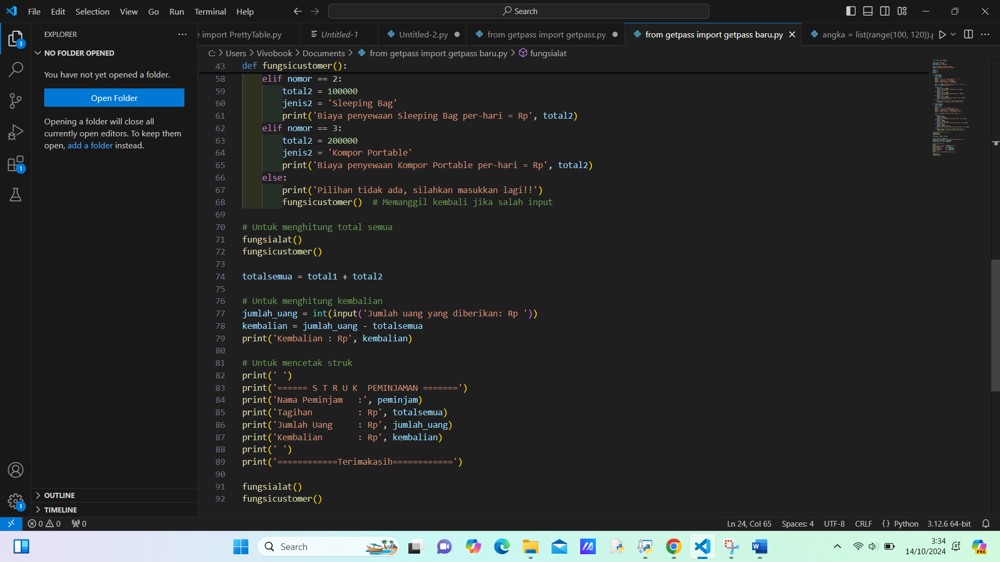 File Edit Selection View Go Run Terminal Help
Search
EXPLORER
import PrettyTable.py
Untitled-1
Untitled-2.py
from getpass import getpass.py
from getpass import getpass baru.py
angka = list(range(100, 120)).
NO FOLDER OPENED
You have not yet opened a folder.
Open Folder
Opening a folder will close all
currently open editors. To keep them
open, add a folder instead.
OUTLINE
TIMELINE
C: > Users > Vivobook > Documents > from getpass import getpass baru.py > fungsialat
43 def fungsicustomer():
58 elif nomor == 2:
59 total2 = 100000
60 jenis2 = 'Sleeping Bag'
61 print('Biaya penyewaan Sleeping Bag per-hari = Rp', total2)
62 elif nomor == 3:
63 total2 = 200000
64 jenis2 = 'Kompor Portable'
65 print('Biaya penyewaan Kompor Portable per-hari = Rp', total2)
66 else:
67 print('Pilihan tidak ada, silahkan masukkan lagi!!')
68 fungsicustomer()  # Memanggil kembali jika salah input
69
70 # Untuk menghitung total semua
71 fungsialat()
72 fungsicustomer()
73
74 totalsemua = total1 + total2
75
76 # Untuk menghitung kembalian
77 jumlah_uang = int(input('Jumlah uang yang diberikan: Rp '))
78 kembalian = jumlah_uang - totalsemua
79 print('Kembalian : Rp', kembalian)
80
81 # Untuk mencetak struk
82 print(' ')
83 print('====== S T R U K  PEMINJAMAN =======')
84 print('Nama Peminjam   :', peminjam)
85 print('Tagihan         : Rp', totalsemua)
86 print('Jumlah Uang     : Rp', jumlah_uang)
87 print('Kembalian       : Rp', kembalian)
88 print(' ')
89 print('============Terimakasih============')
90
91 fungsialat()
92 fungsicustomer()
0 0 0
Ln 24, Col 65 Spaces: 4 UTF-8 CRLF {} Python 3.12.6 64-bit
Search
3:34
14/10/2024
PRE